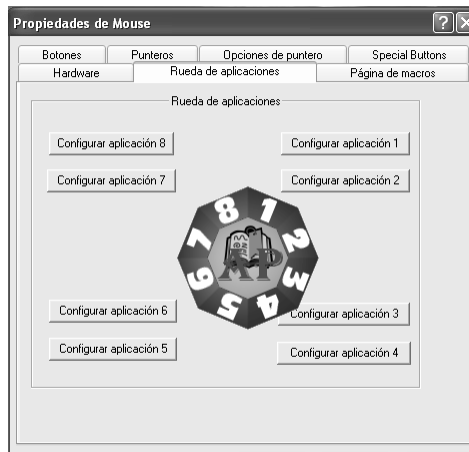 Propiedades de Mouse
Botones Punteros Opciones de puntero Special Buttons
Hardware Rueda de aplicaciones Página de macros
Rueda de aplicaciones
Configurar aplicación 8 Configurar aplicación 1
Configurar aplicación 7 Configurar aplicación 2
8 1
7 2
AP
6 3
5 4
Configurar aplicación 6 Configurar aplicación 3
Configurar aplicación 5 Configurar aplicación 4